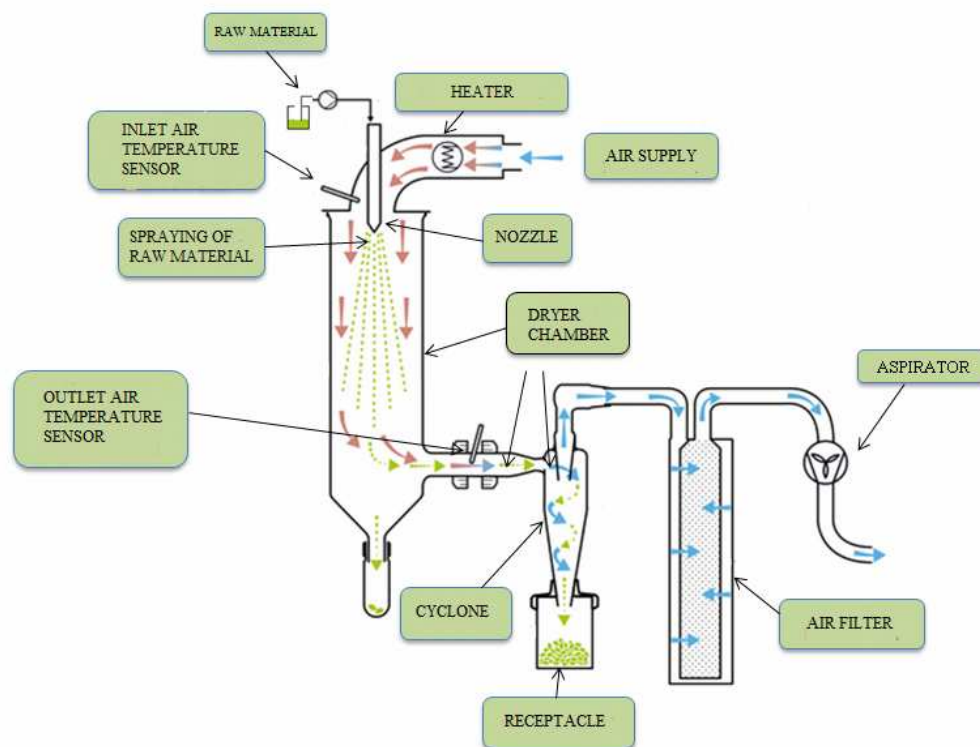 RAW MATERIAL
HEATER
INLET AIR
TEMPERATURE
SENSOR
AIR SUPPLY
SPRAYING OF
RAW MATERIAL
NOZZLE
DRYER
CHAMBER
ASPIRATOR
OUTLET AIR
TEMPERATURE
SENSOR
CYCLONE
AIR FILTER
RECEPTACLE